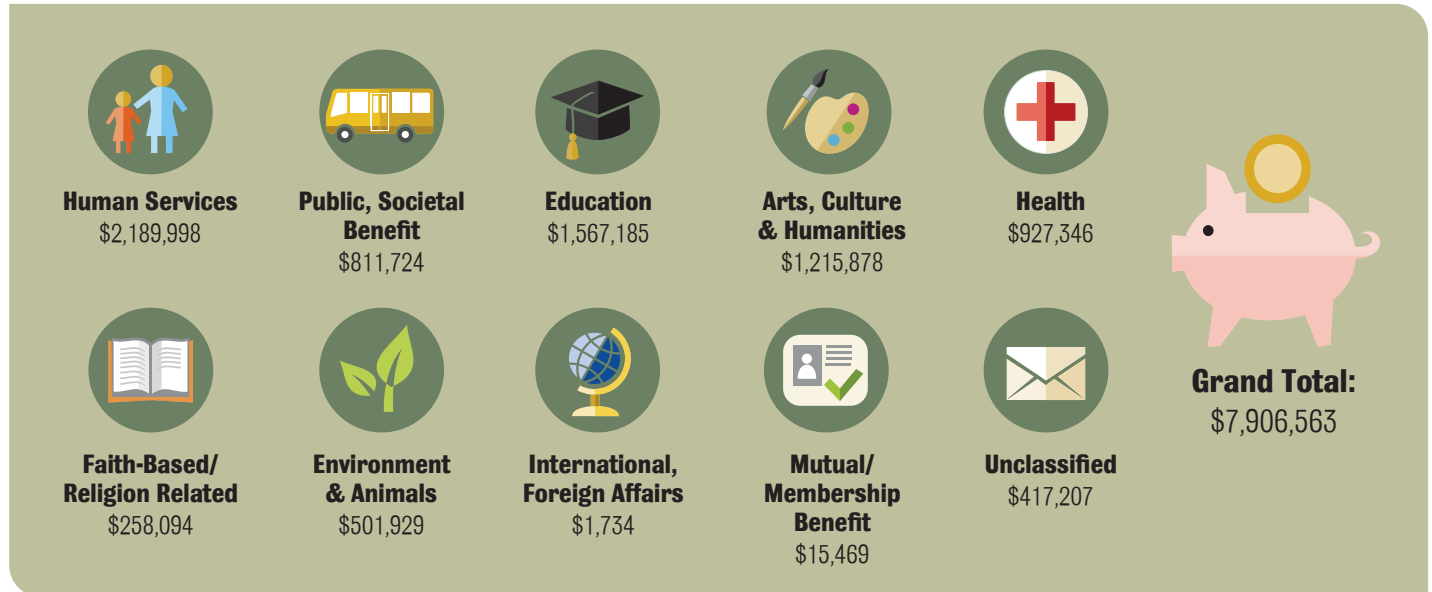 Human Services
$2,189,998
Public, Societal
Benefit
$811,724
Education
$1,567,185
Arts, Culture
& Humanities
$1,215,878
Health
$927,346
Faith-Based/
Religion Related
$258,094
Environment
& Animals
$501,929
International,
Foreign Affairs
$1,734
Mutual/
Membership
Benefit
$15,469
Unclassified
$417,207
Grand Total:
$7,906,563